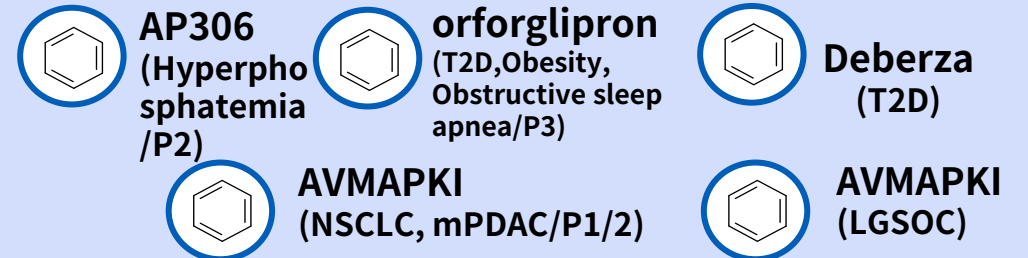 AP306
(Hyperpho
sphatemia
/P2)
orforglipron
(T2D,Obesity,
Obstructive sleep
apnea/P3)
Deberza
(T2D)
AVMAPKI
(NSCLC, mPDAC/P1/2)
AVMAPKI
(LGSOC)